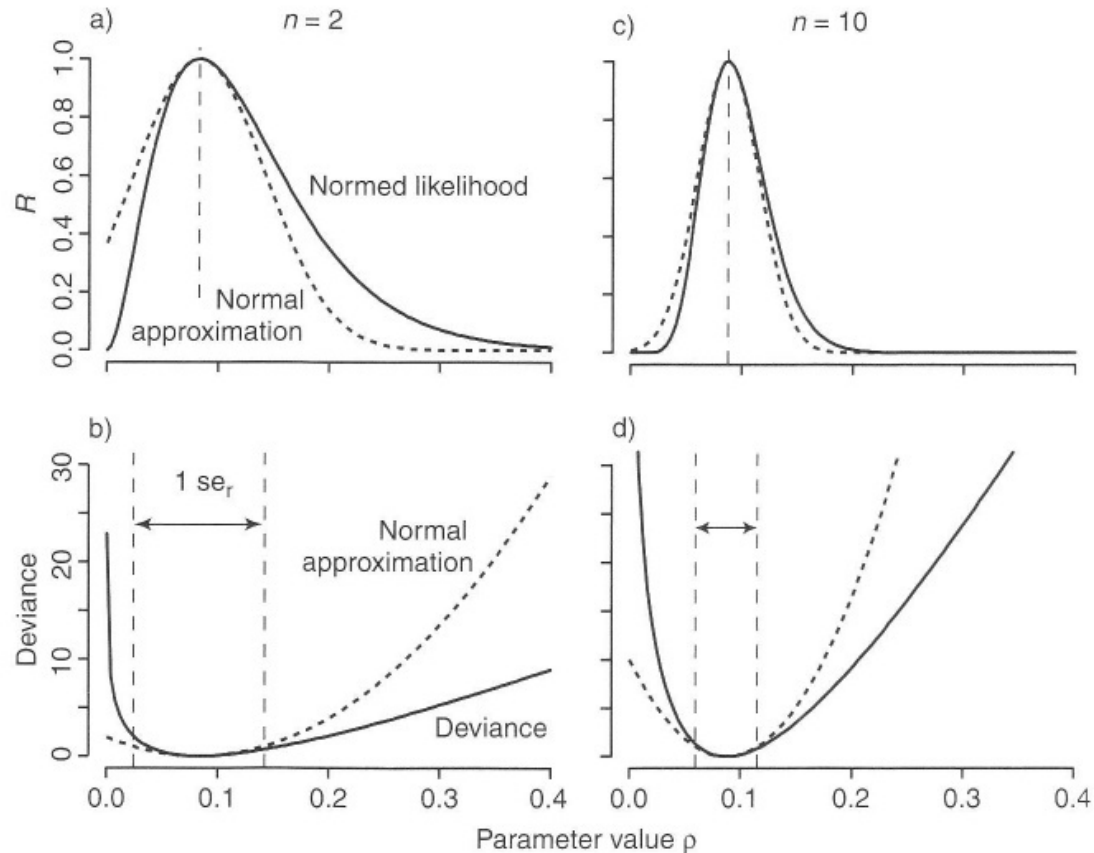 a)
n = 2
c)
n = 10
R
1.0
0.8
0.6
0.4
0.2
0.0
Normed likelihood
Normal
approximation
b)
d)
Deviance
30
20
10
0
1 se_r
Normal
approximation
Deviance
0.0 0.1 0.2 0.3 0.4
0.0 0.1 0.2 0.3 0.4
Parameter value ρ